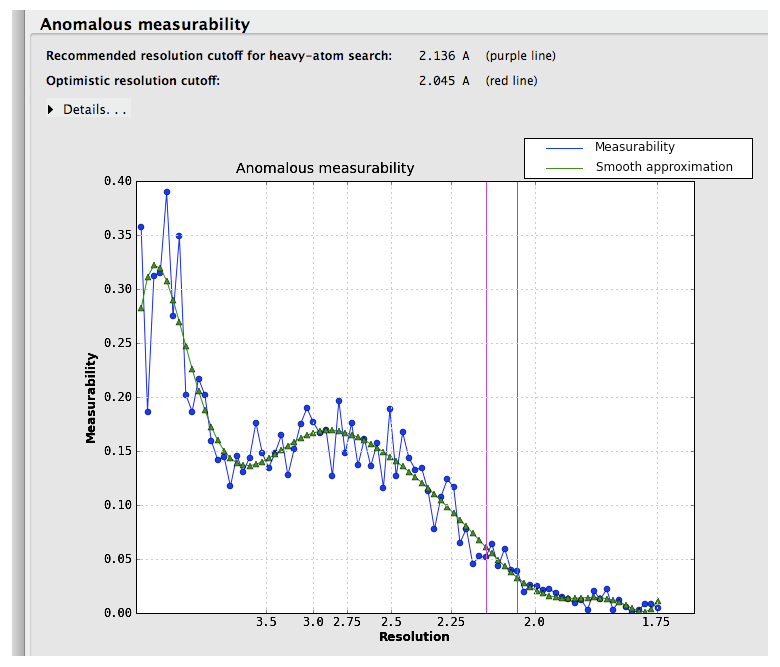 Anomalous measurability
Recommended resolution cutoff for heavy-atom search: 2.136 A (purple line)
Optimistic resolution cutoff: 2.045 A (red line)
Details. . .
Measurability
Smooth approximation
Anomalous measurability
0.40
0.35
0.30
0.25
0.20
0.15
0.10
0.05
0.00
Measurability
3.5 3.0 2.75 2.5 2.25 2.0 1.75
Resolution